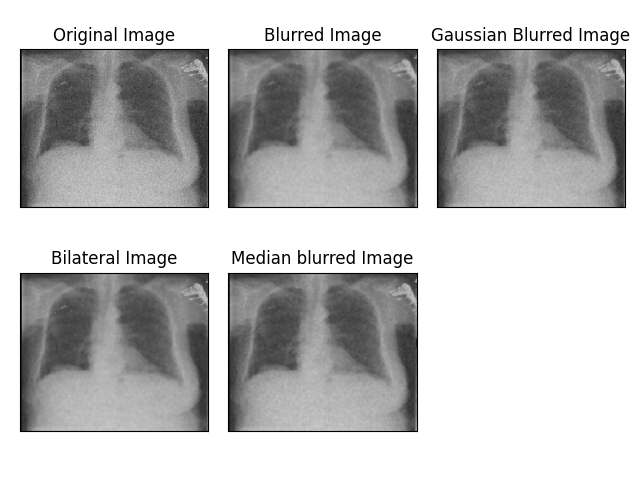 Original Image
Blurred Image
Gaussian Blurred Image
Bilateral Image
Median blurred Image